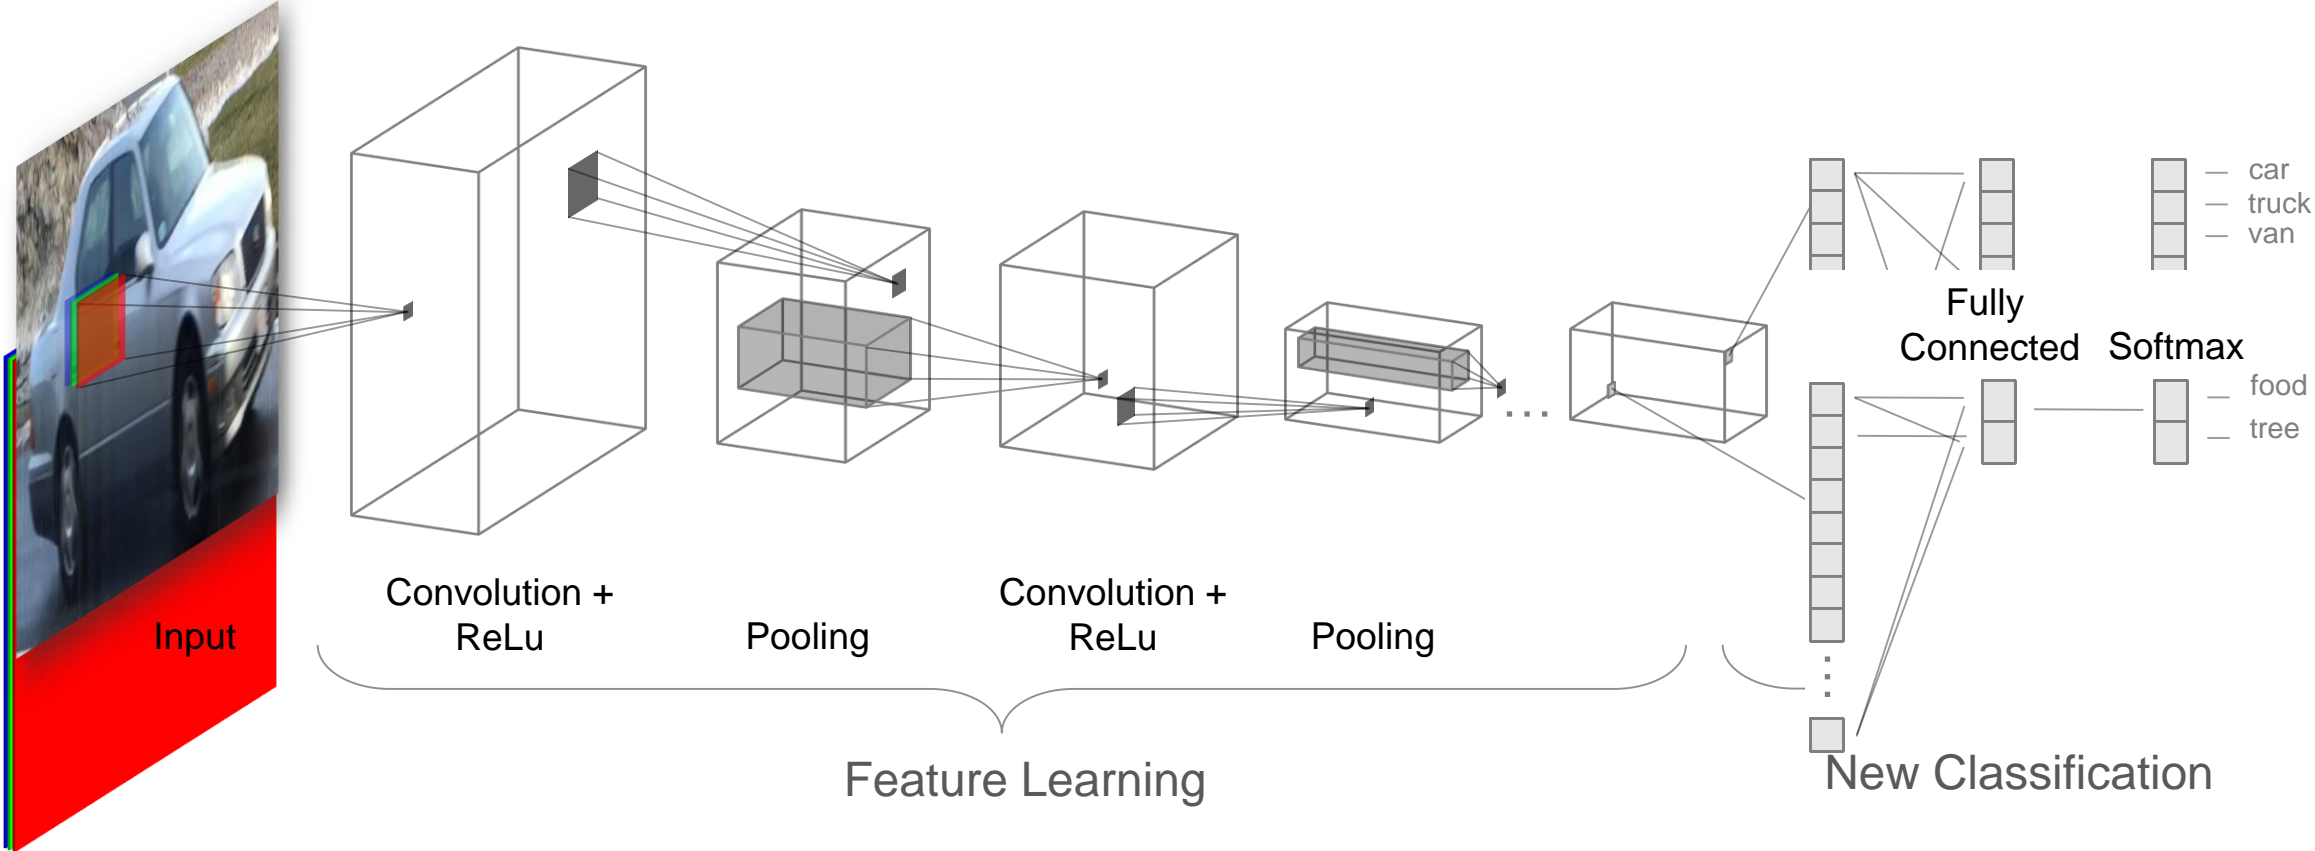 car
truck
van
Fully
Connected
Softmax
food
tree
Input
Convolution +
ReLu
Pooling
Convolution +
ReLu
Pooling
Feature Learning
New Classification